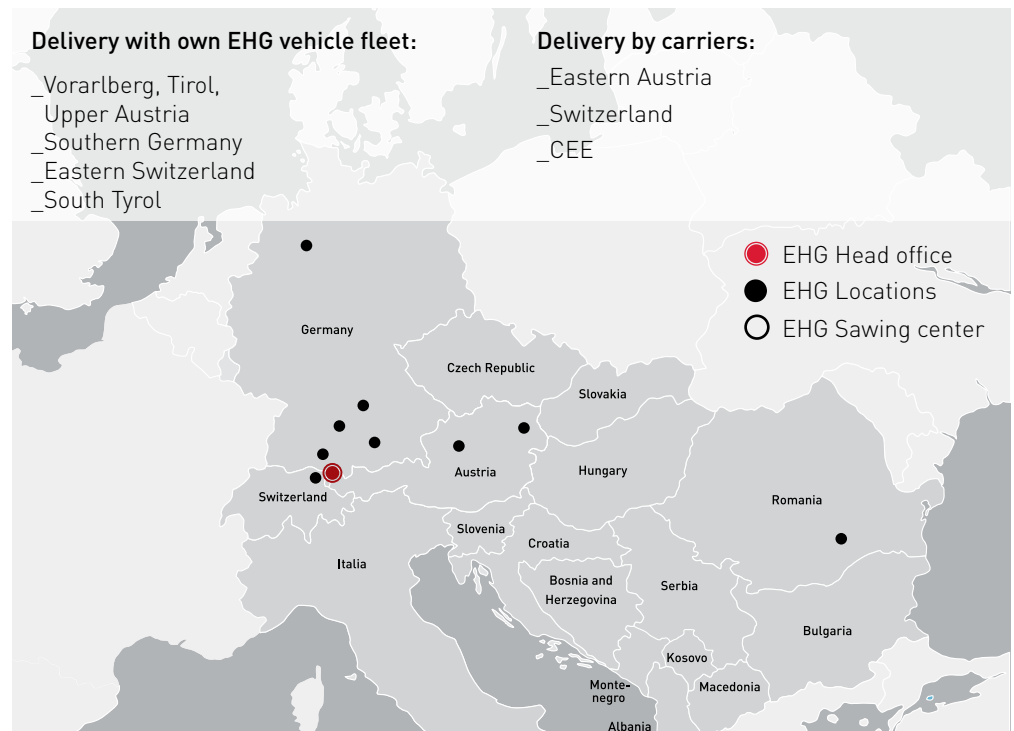 Delivery with own EHG vehicle fleet:
_Vorarlberg, Tirol,
Upper Austria
_Southern Germany
_Eastern Switzerland
_South Tyrol
Delivery by carriers:
_Eastern Austria
_Switzerland
_CEE
EHG Head office
EHG Locations
EHG Sawing center
Germany
Czech Republic
Slovakia
Austria
Hungary
Switzerland
Romania
Slovenia
Croatia
Italia
Bosnia and
Herzegovina
Serbia
Bulgaria
Kosovo
Monte-
negro
Macedonia
Albania